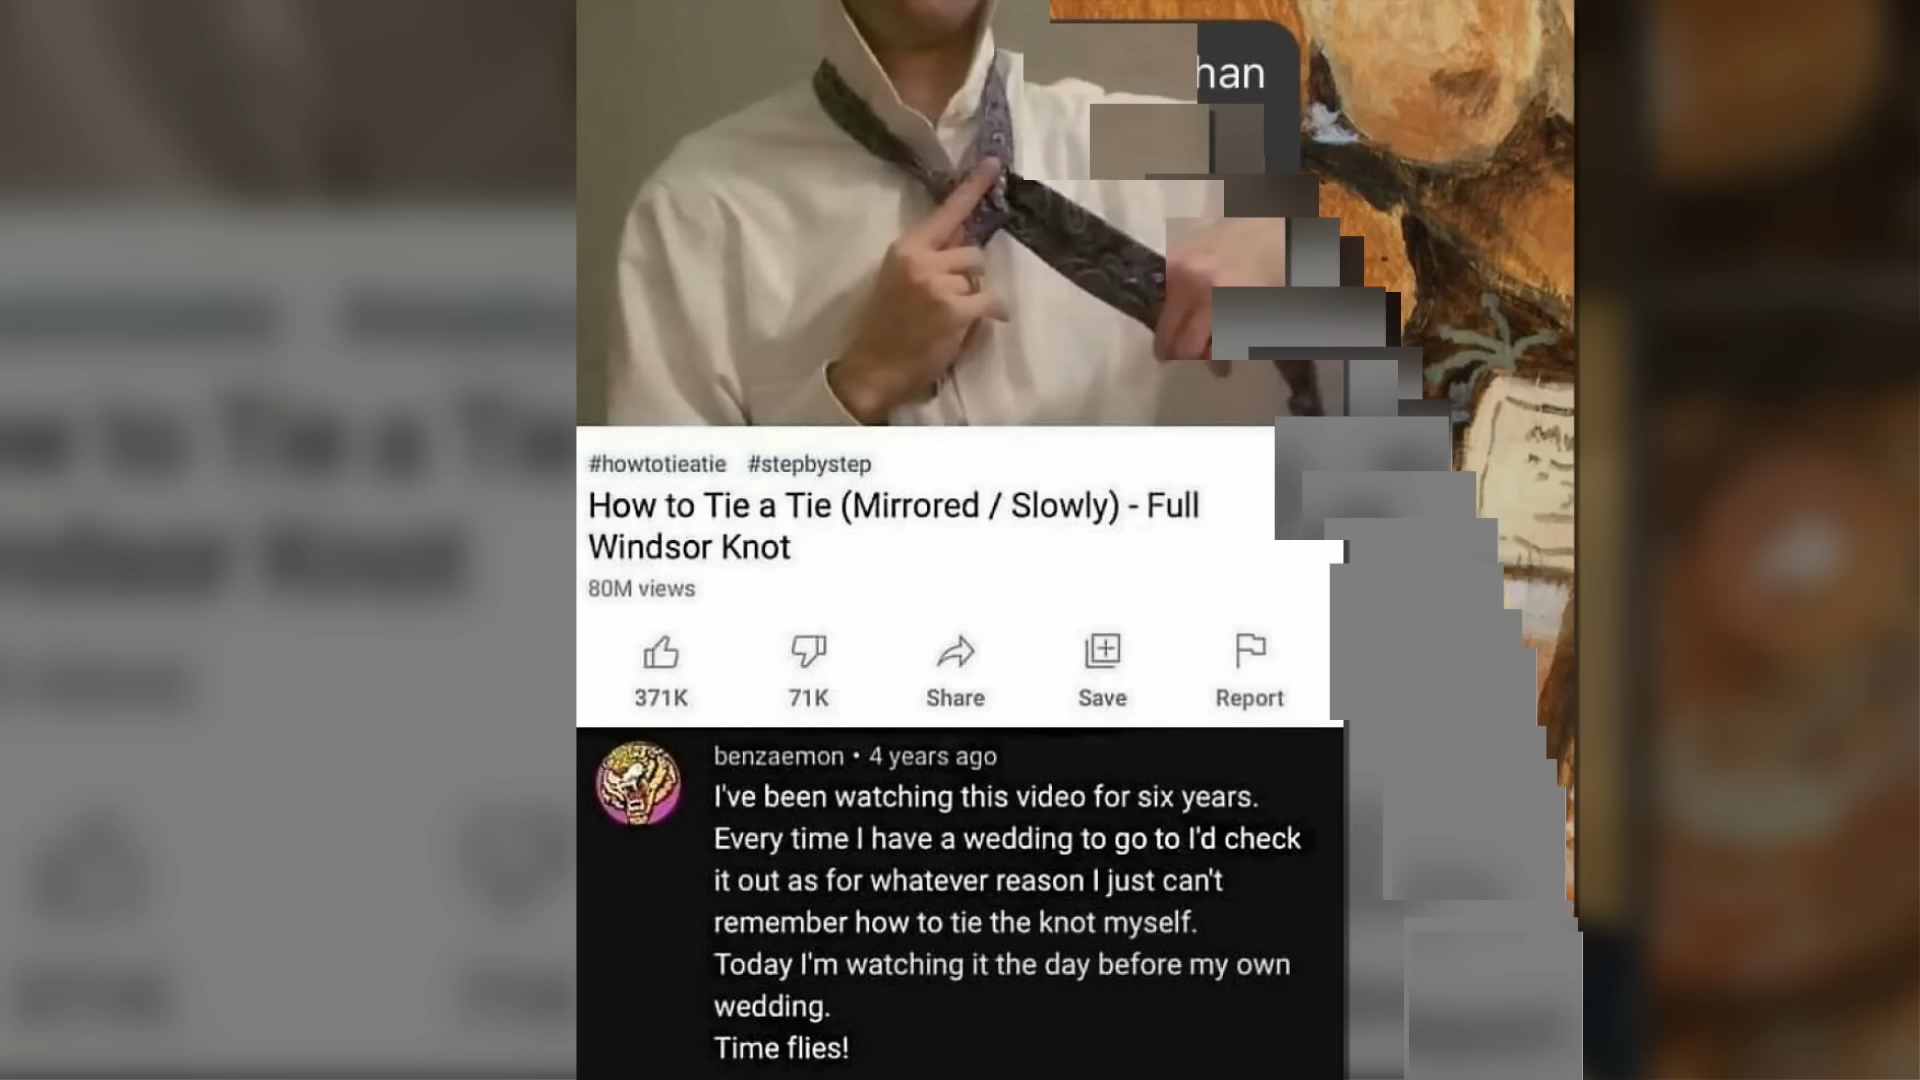 han
#howtotieatie #stepbystep
How to Tie a Tie (Mirrored / Slowly) - Full
Windsor Knot
80M views
371K 71K Share Save Report
benzaemon • 4 years ago
I've been watching this video for six years.
Every time I have a wedding to go to I'd check
it out as for whatever reason I just can't
remember how to tie the knot myself.
Today I'm watching it the day before my own
wedding.
Time flies!